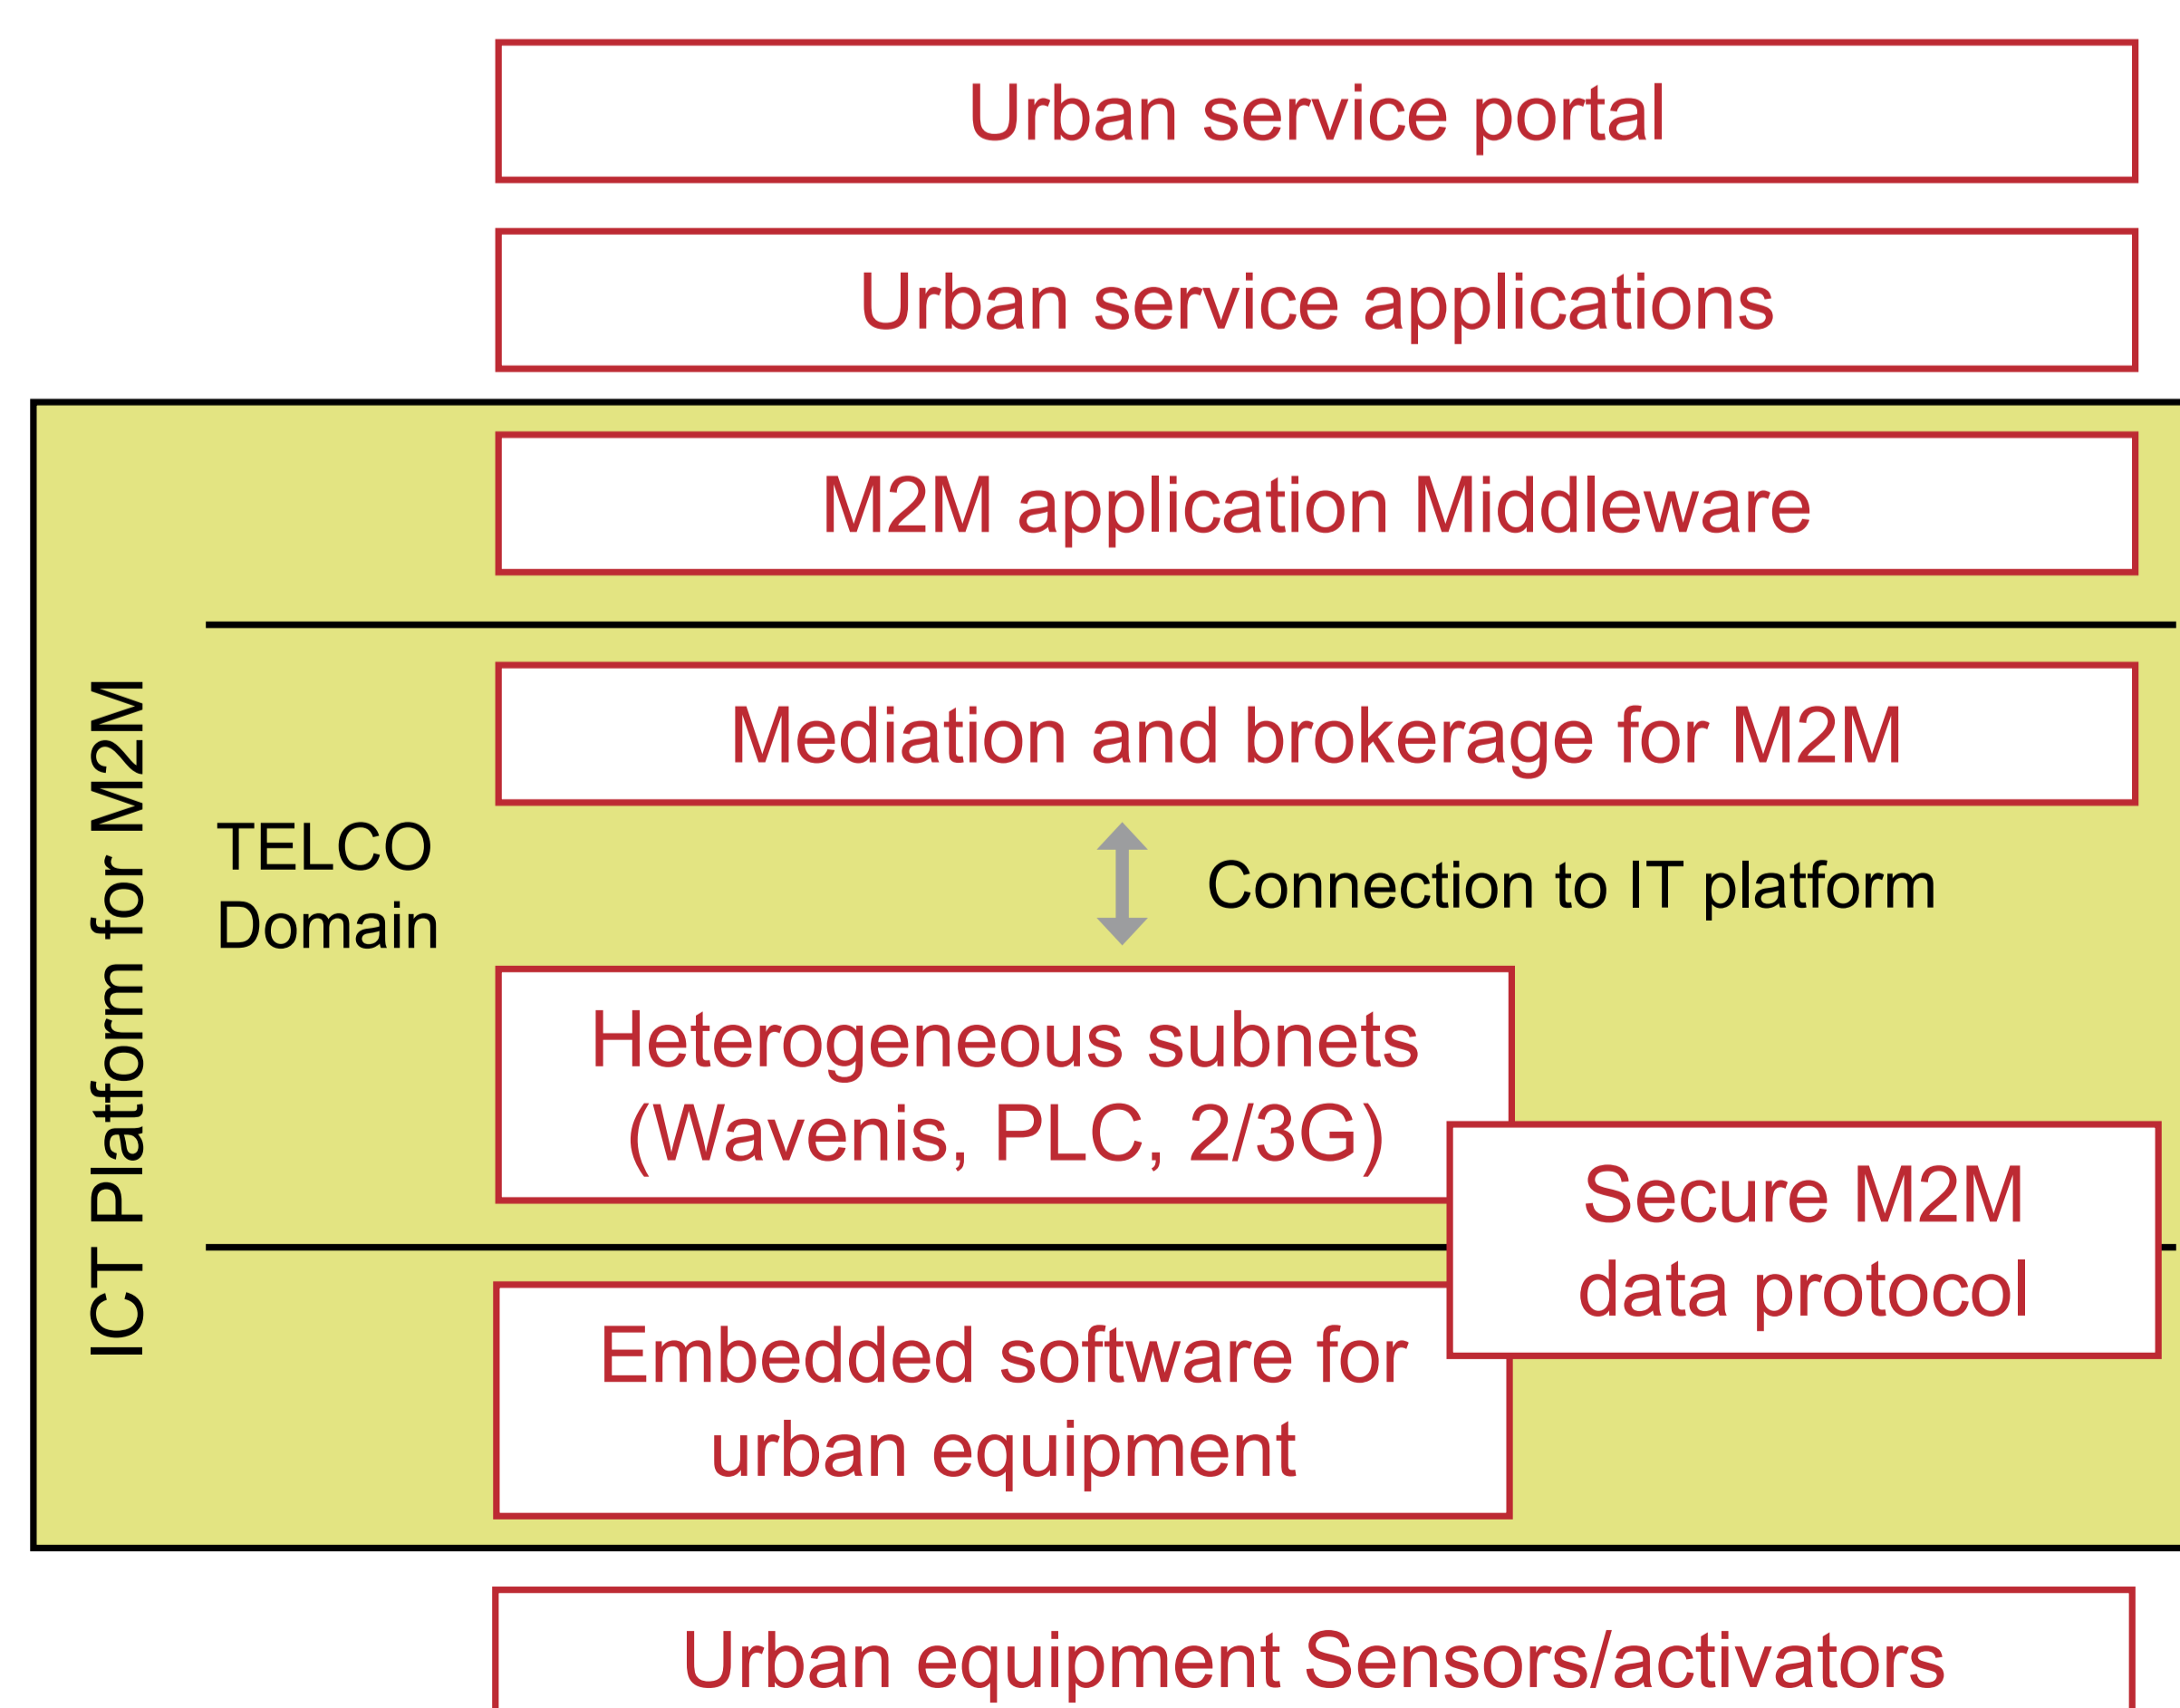 Urban service portal
Urban service applications
M2M application Middleware
Mediation and brokerage for M2M
ICT Platform for M2M
TELCO
Domain
Connection to IT platform
Heterogeneous subnets
(Wavenis, PLC, 2/3G)
Secure M2M
data protocol
Embedded software for
urban equipment
Urban equipment Sensors/activators